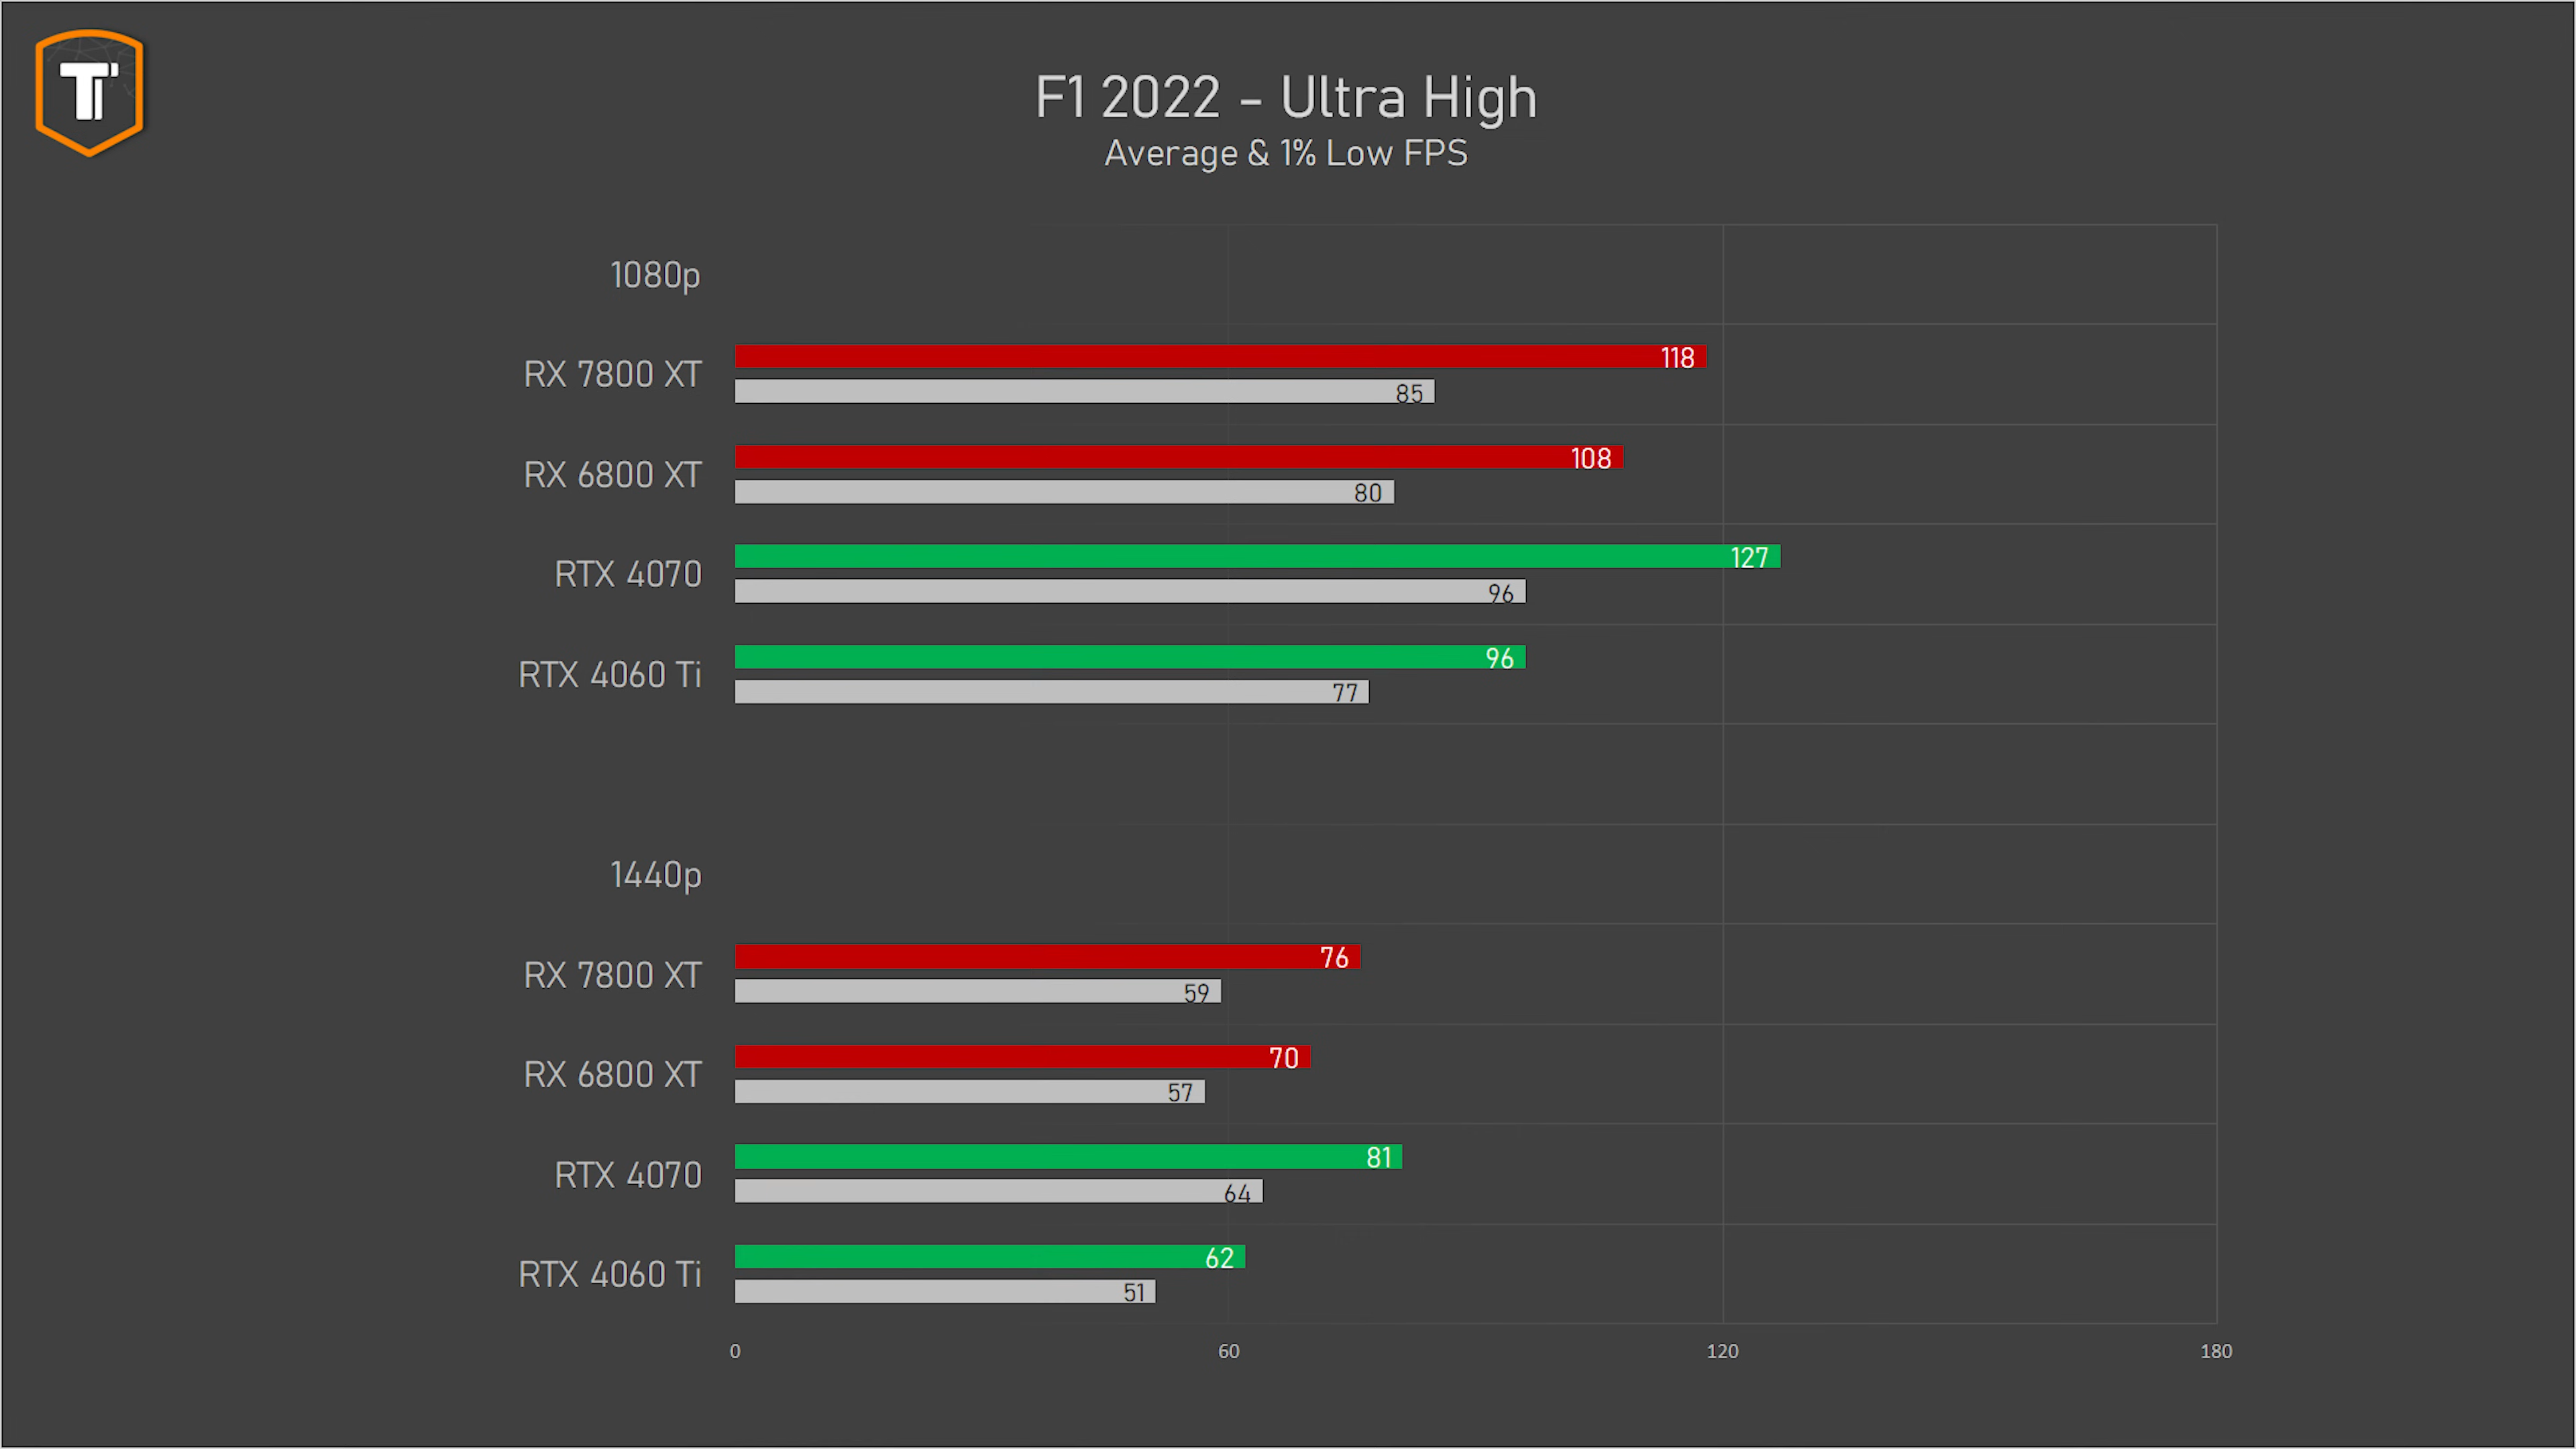 Ti
F1 2022 - Ultra High
Average & 1% Low FPS
1080p
RX 7800 XT
118
85
RX 6800 XT
108
80
RTX 4070
127
96
RTX 4060 Ti
96
77
1440p
RX 7800 XT
76
59
RX 6800 XT
70
57
RTX 4070
81
64
RTX 4060 Ti
62
51
0 60 120 180